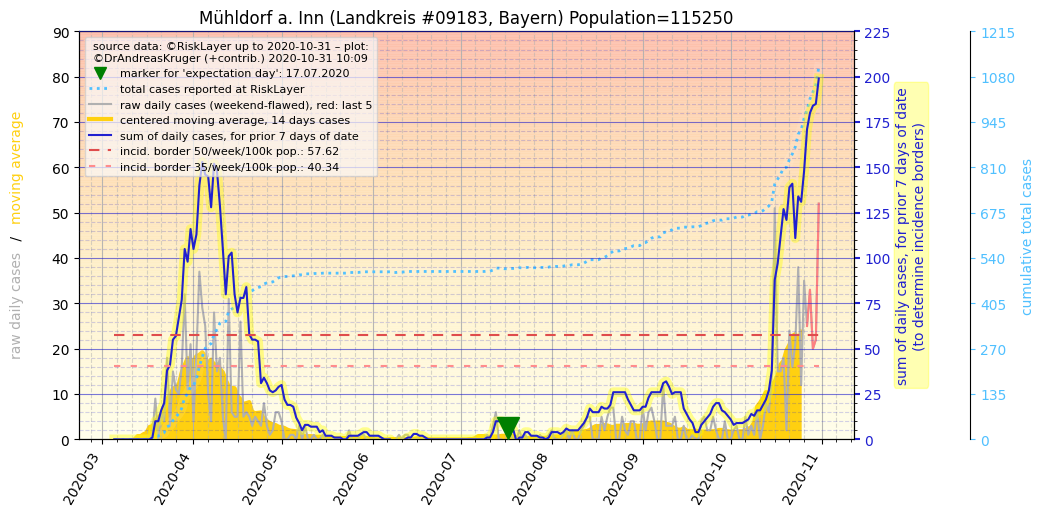 Mühldorf a. Inn (Landkreis #09183, Bayern) Population=115250
source data: ©RiskLayer up to 2020-10-31 – plot:
©DrAndreasKruger (+contrib.) 2020-10-31 10:09
marker for 'expectation day': 17.07.2020
total cases reported at RiskLayer
raw daily cases (weekend-flawed), red: last 5
centered moving average, 14 days cases
sum of daily cases, for prior 7 days of date
incid. border 50/week/100k pop.: 57.62
incid. border 35/week/100k pop.: 40.34
raw daily cases / moving average
90
80
70
60
50
40
30
20
10
0
225
200
175
150
125
100
75
50
25
0
sum of daily cases, for prior 7 days of date
(to determine incidence borders)
1215
1080
945
810
675
540
405
270
135
0
cumulative total cases
2020-03
2020-04
2020-05
2020-06
2020-07
2020-08
2020-09
2020-10
2020-11